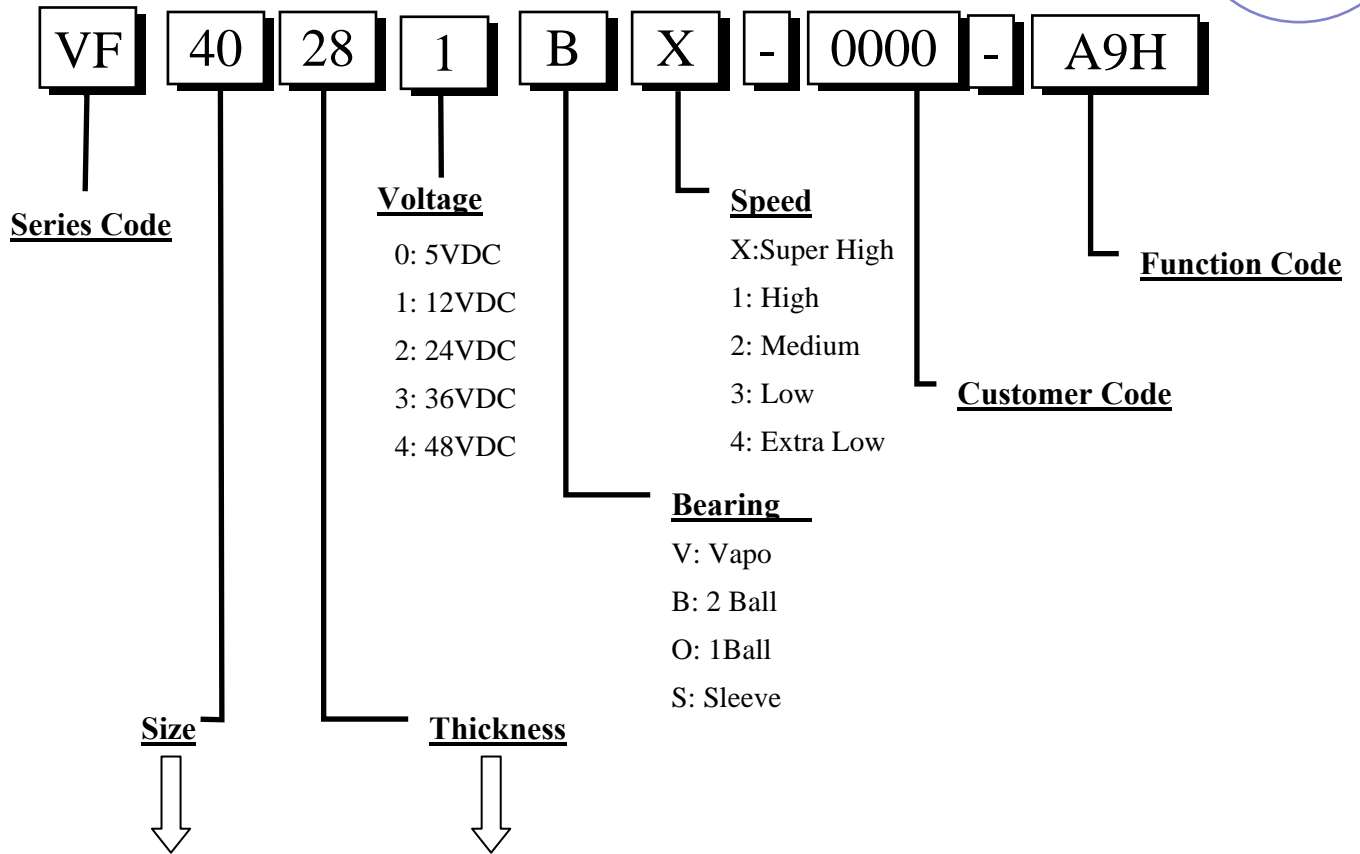 VF 40 28 1 B X - 0000 - A9H
Series Code
Voltage
0: 5VDC
1: 12VDC
2: 24VDC
3: 36VDC
4: 48VDC
Speed
X:Super High
1: High
2: Medium
3: Low
4: Extra Low
Function Code
Customer Code
Bearing
V: Vapo
B: 2 Ball
O: 1Ball
S: Sleeve
Size
Thickness